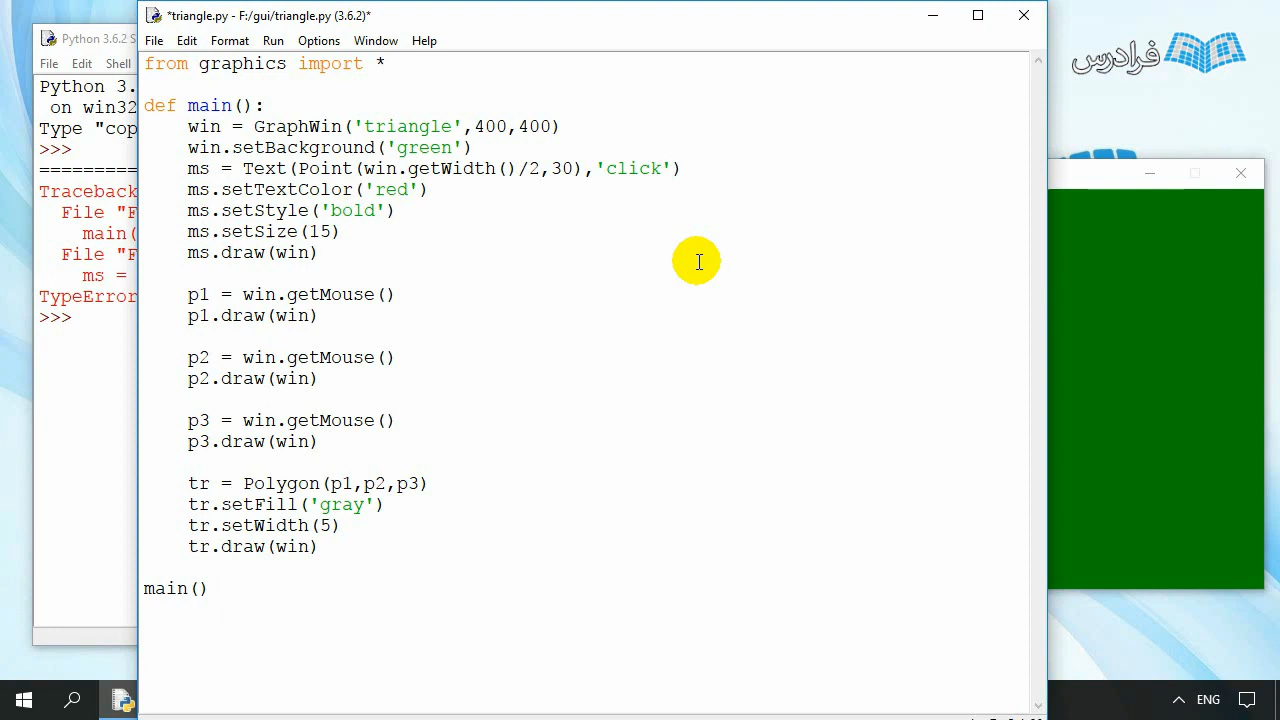 *triangle.py - F:/gui/triangle.py (3.6.2)*
File Edit Format Run Options Window Help
from graphics import *
def main():
win = GraphWin('triangle',400,400)
win.setBackground('green')
ms = Text(Point(win.getWidth()/2,30),'click')
ms.setTextColor('red')
ms.setStyle('bold')
ms.setSize(15)
ms.draw(win)
p1 = win.getMouse()
p1.draw(win)
p2 = win.getMouse()
p2.draw(win)
p3 = win.getMouse()
p3.draw(win)
tr = Polygon(p1,p2,p3)
tr.setFill('gray')
tr.setWidth(5)
tr.draw(win)
main()
Python 3.6.2 S
File Edit Shell
Python 3.
on win32
Type "cop
>>>
=========
Traceback
File "F
main(
File "F
ms =
TypeError
>>>
فرادرس
ENG